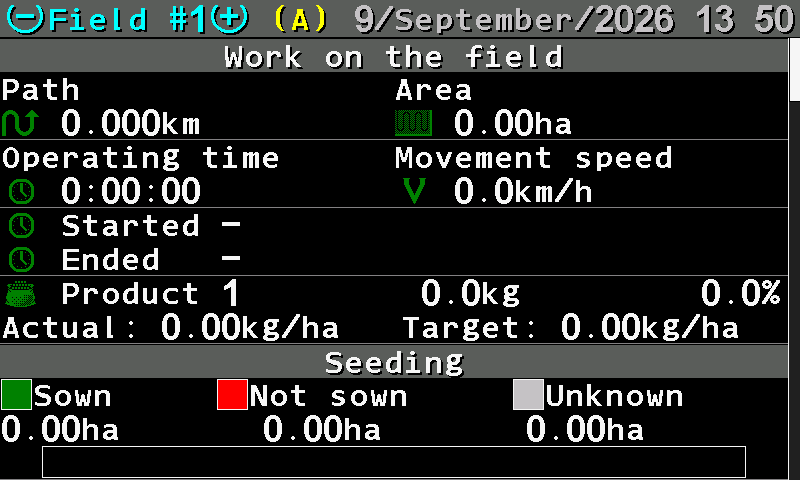 Field #1 (A) 9/September/2026 13 50
Work on the field
Path Area
0.000km 0.00ha
Operating time Movement speed
0:00:00 0.0km/h
Started -
Ended -
Product 1 0.0kg 0.0%
Actual: 0.00kg/ha Target: 0.00kg/ha
Seeding
Sown Not sown Unknown
0.00ha 0.00ha 0.00ha